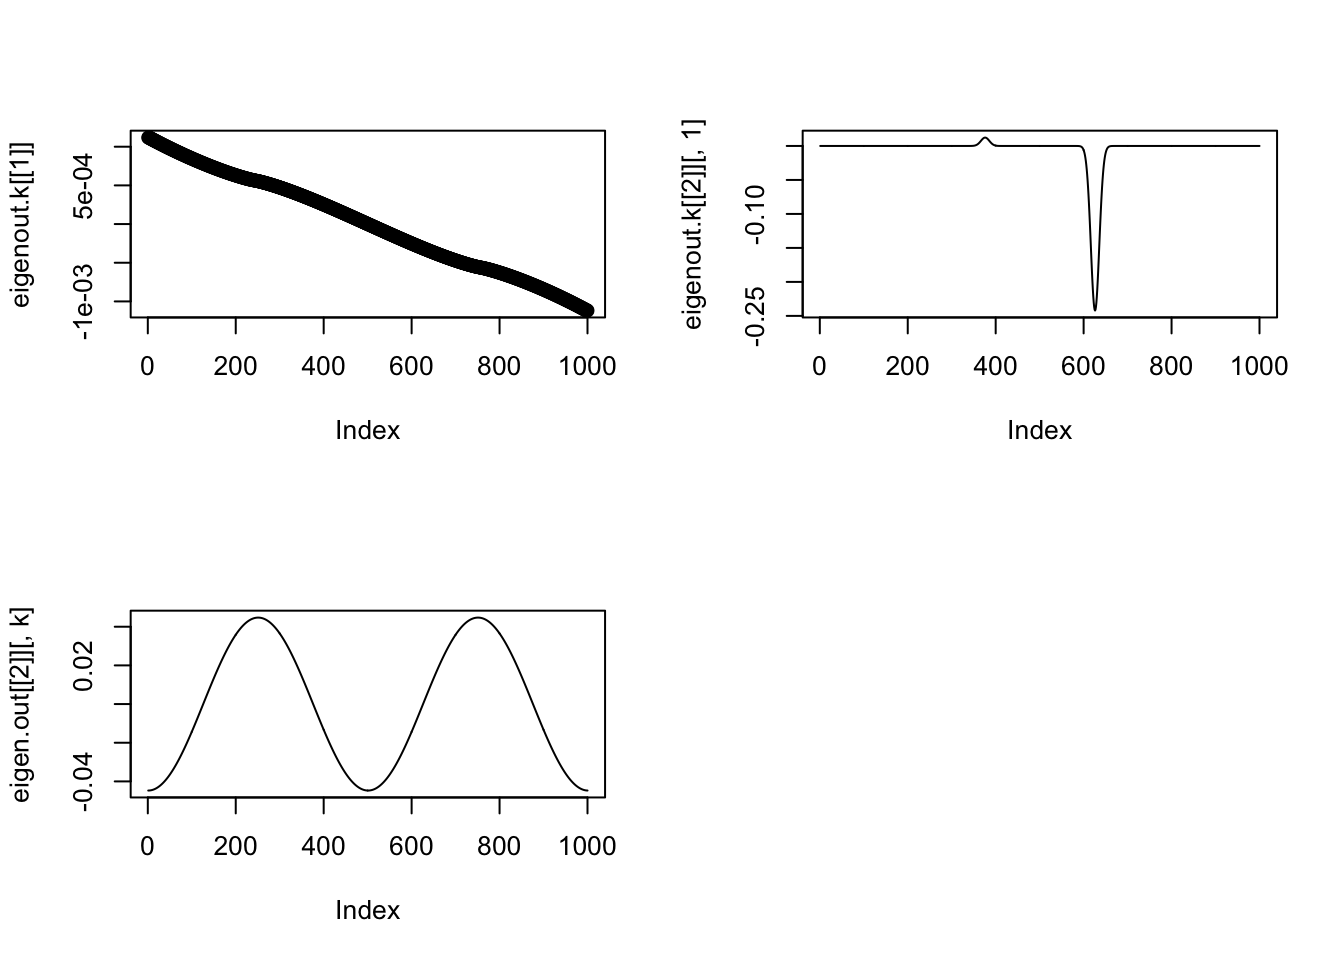 eigenout.k[[1]]
5e-04
-1e-03
0 200 400 600 800 1000
Index
eigenout.k[[2]][, 1]
-0.10
-0.25
0 200 400 600 800 1000
Index
eigen.out[[2]][, k]
0.02
-0.04
0 200 400 600 800 1000
Index